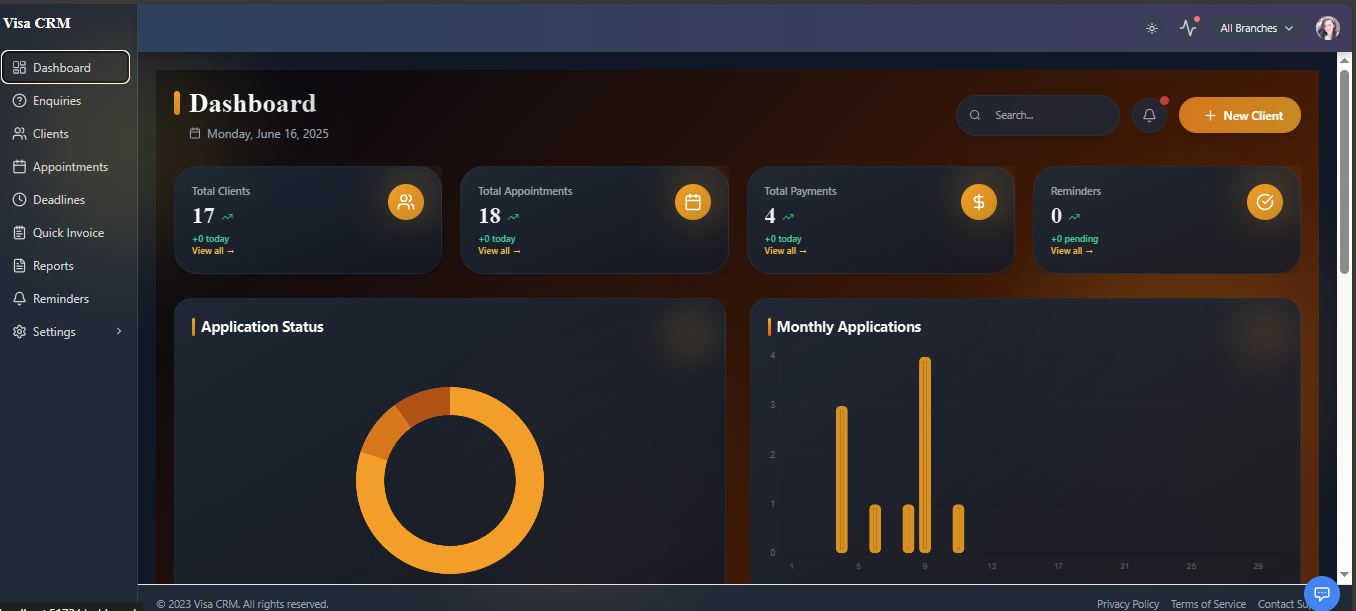 Visa CRM
All Branches
Dashboard
Enquiries
Clients
Appointments
Deadlines
Quick Invoice
Reports
Reminders
Settings
Dashboard
Monday, June 16, 2025
Search...
New Client
Total Clients
17
+0 today
View all →
Total Appointments
18
+0 today
View all →
Total Payments
4
+0 today
View all →
Reminders
0
+0 pending
View all →
Application Status
Monthly Applications
4
3
2
1
0
1 5 9 13 17 21 25 29
© 2023 Visa CRM. All rights reserved.
Privacy Policy Terms of Service Contact